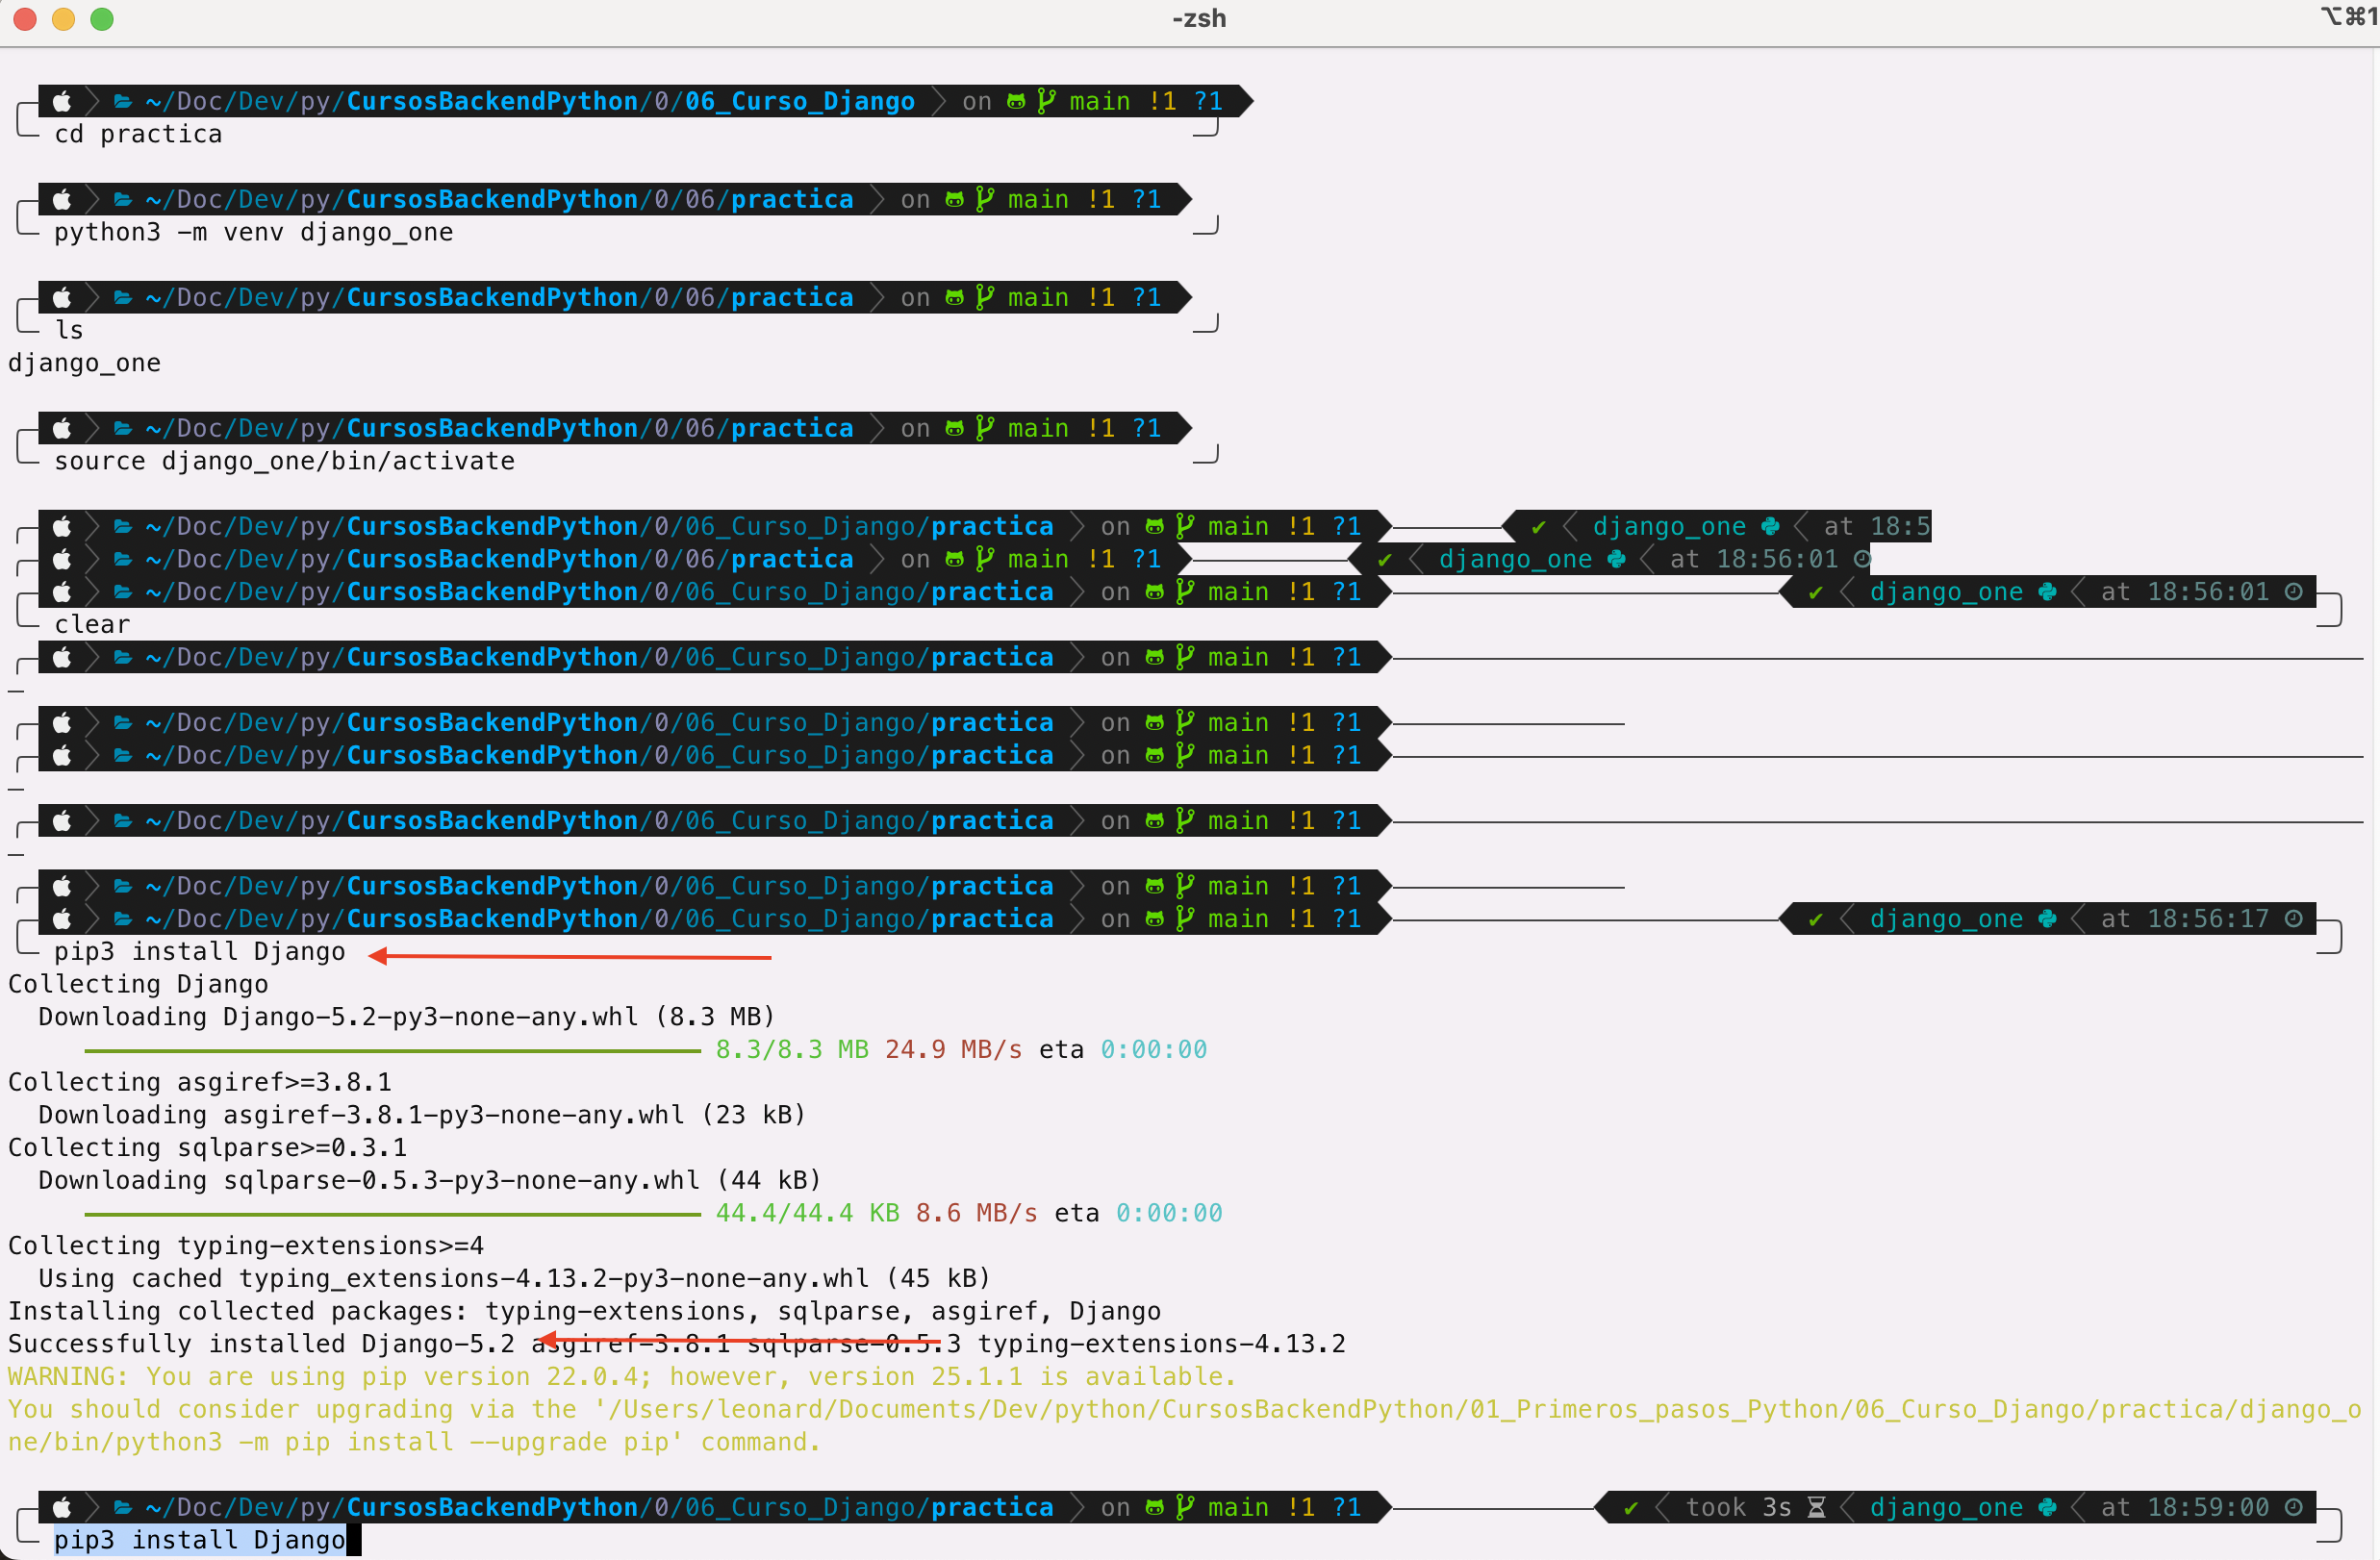 -zsh
⌥⌘1
~/Doc/Dev/py/CursosBackendPython/0/06_Curso_Django on main !1 ?1
cd practica
~/Doc/Dev/py/CursosBackendPython/0/06/practica on main !1 ?1
python3 -m venv django_one
~/Doc/Dev/py/CursosBackendPython/0/06/practica on main !1 ?1
ls
django_one
~/Doc/Dev/py/CursosBackendPython/0/06/practica on main !1 ?1
source django_one/bin/activate
~/Doc/Dev/py/CursosBackendPython/0/06_Curso_Django/practica on main !1 ?1 ✔ django_one at 18:5
~/Doc/Dev/py/CursosBackendPython/0/06/practica on main !1 ?1 ✔ django_one at 18:56:01
~/Doc/Dev/py/CursosBackendPython/0/06_Curso_Django/practica on main !1 ?1 ✔ django_one at 18:56:01
clear
~/Doc/Dev/py/CursosBackendPython/0/06_Curso_Django/practica on main !1 ?1
~/Doc/Dev/py/CursosBackendPython/0/06_Curso_Django/practica on main !1 ?1
~/Doc/Dev/py/CursosBackendPython/0/06_Curso_Django/practica on main !1 ?1
~/Doc/Dev/py/CursosBackendPython/0/06_Curso_Django/practica on main !1 ?1
~/Doc/Dev/py/CursosBackendPython/0/06_Curso_Django/practica on main !1 ?1
~/Doc/Dev/py/CursosBackendPython/0/06_Curso_Django/practica on main !1 ?1 ✔ django_one at 18:56:17
pip3 install Django
Collecting Django
Downloading Django-5.2-py3-none-any.whl (8.3 MB)
8.3/8.3 MB 24.9 MB/s eta 0:00:00
Collecting asgiref>=3.8.1
Downloading asgiref-3.8.1-py3-none-any.whl (23 kB)
Collecting sqlparse>=0.3.1
Downloading sqlparse-0.5.3-py3-none-any.whl (44 kB)
44.4/44.4 KB 8.6 MB/s eta 0:00:00
Collecting typing-extensions>=4
Using cached typing_extensions-4.13.2-py3-none-any.whl (45 kB)
Installing collected packages: typing-extensions, sqlparse, asgiref, Django
Successfully installed Django-5.2 asgiref-3.8.1 sqlparse-0.5.3 typing-extensions-4.13.2
WARNING: You are using pip version 22.0.4; however, version 25.1.1 is available.
You should consider upgrading via the '/Users/leonard/Documents/Dev/python/CursosBackendPython/01_Primeros_pasos_Python/06_Curso_Django/practica/django_o
ne/bin/python3 -m pip install --upgrade pip' command.
~/Doc/Dev/py/CursosBackendPython/0/06_Curso_Django/practica on main !1 ?1 ✔ took 3s django_one at 18:59:00
pip3 install Django